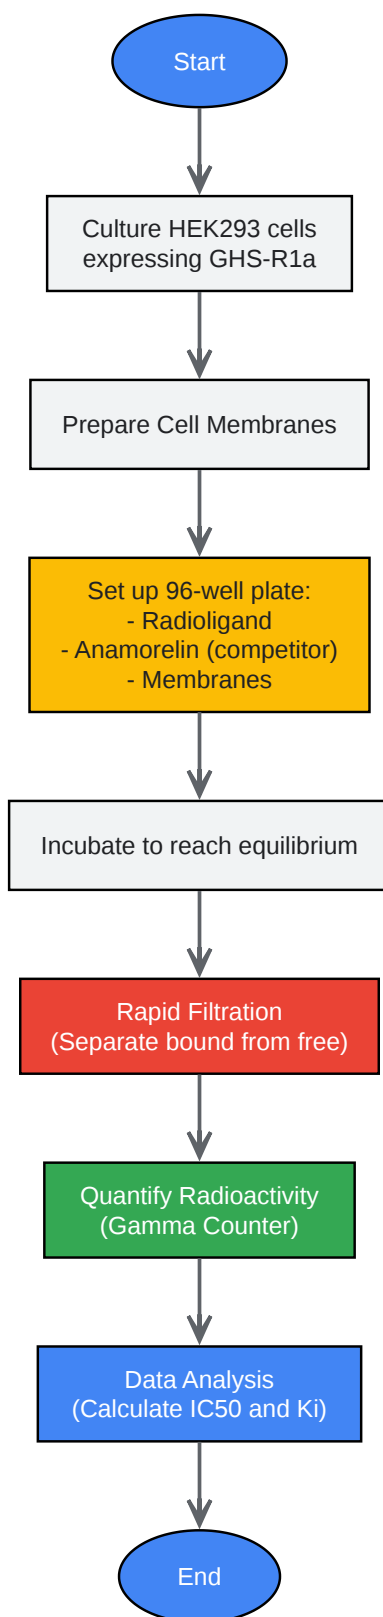 Start
Culture HEK293 cells
expressing GHS-R1a
Prepare Cell Membranes
Set up 96-well plate:
- Radioligand
- Anamorelin (competitor)
- Membranes
Incubate to reach equilibrium
Rapid Filtration
(Separate bound from free)
Quantify Radioactivity
(Gamma Counter)
Data Analysis
(Calculate IC50 and Ki)
End